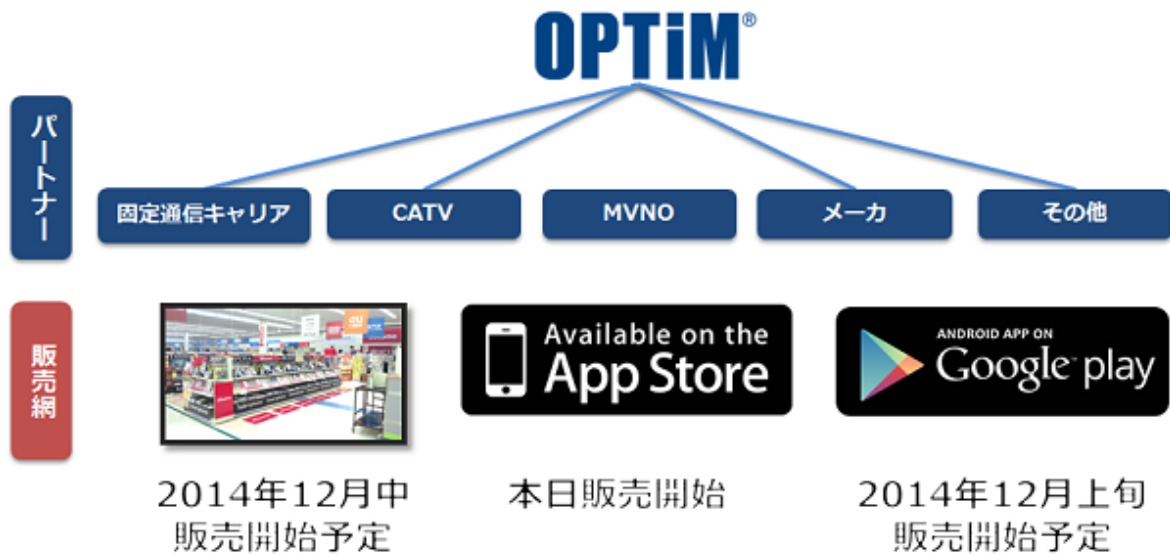 OPTiM®
パートナー
固定通信キャリア
CATV
MVNO
メーカ
その他
販売網
Available on the
App Store
ANDROID APP ON
Google play
2014年12月中
販売開始予定
本日販売開始
2014年12月上旬
販売開始予定